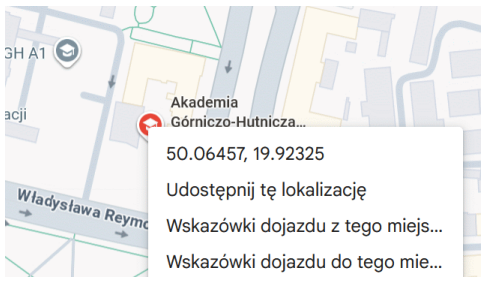 GH A1
Akademia
Górniczo-Hutnicza...
acji
50.06457, 19.92325
Udostępnij tę lokalizację
Władysława Reymo
Wskazówki dojazdu z tego miejs...
Wskazówki dojazdu do tego mie...